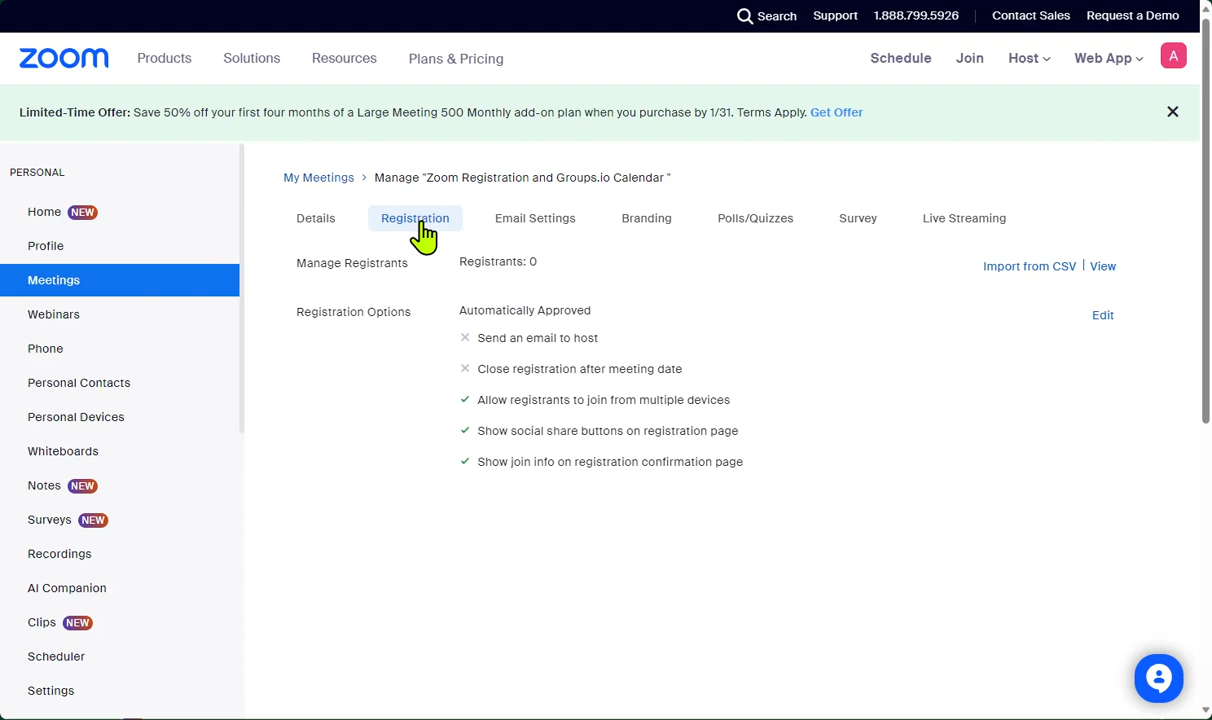 Search Support 1.888.799.5926 Contact Sales Request a Demo
zoom Products Solutions Resources Plans & Pricing Schedule Join Host Web App A
Limited-Time Offer: Save 50% off your first four months of a Large Meeting 500 Monthly add-on plan when you purchase by 1/31. Terms Apply. Get Offer
PERSONAL
Home NEW
Profile
Meetings
Webinars
Phone
Personal Contacts
Personal Devices
Whiteboards
Notes NEW
Surveys NEW
Recordings
AI Companion
Clips NEW
Scheduler
Settings
My Meetings > Manage "Zoom Registration and Groups.io Calendar "
Details Registration Email Settings Branding Polls/Quizzes Survey Live Streaming
Manage Registrants Registrants: 0 Import from CSV | View
Registration Options Automatically Approved Edit
Send an email to host
Close registration after meeting date
Allow registrants to join from multiple devices
Show social share buttons on registration page
Show join info on registration confirmation page